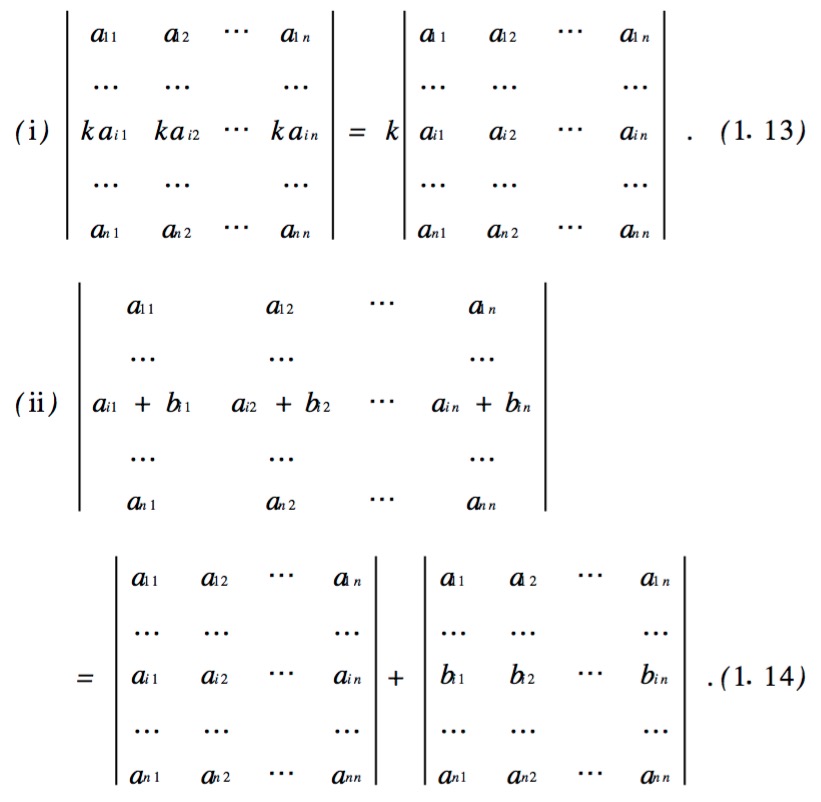 a11 a12 ⋯ a1n a11 a12 ⋯ a1n
⋯ ⋯ ⋯ ⋯ ⋯ ⋯
(i) kai1 kai2 ⋯ kain = k ai1 ai2 ⋯ ain . (1.13)
⋯ ⋯ ⋯ ⋯ ⋯ ⋯
an1 an2 ⋯ ann an1 an2 ⋯ ann
a11 a12 ⋯ a1n
⋯ ⋯ ⋯
(ii) ai1 + bi1 ai2 + bi2 ⋯ ain + bin
⋯ ⋯ ⋯
an1 an2 ⋯ ann
a11 a12 ⋯ a1n a11 a12 ⋯ a1n
⋯ ⋯ ⋯ ⋯ ⋯ ⋯
= ai1 ai2 ⋯ ain + bi1 bi2 ⋯ bin .(1.14)
⋯ ⋯ ⋯ ⋯ ⋯ ⋯
an1 an2 ⋯ ann an1 an2 ⋯ ann